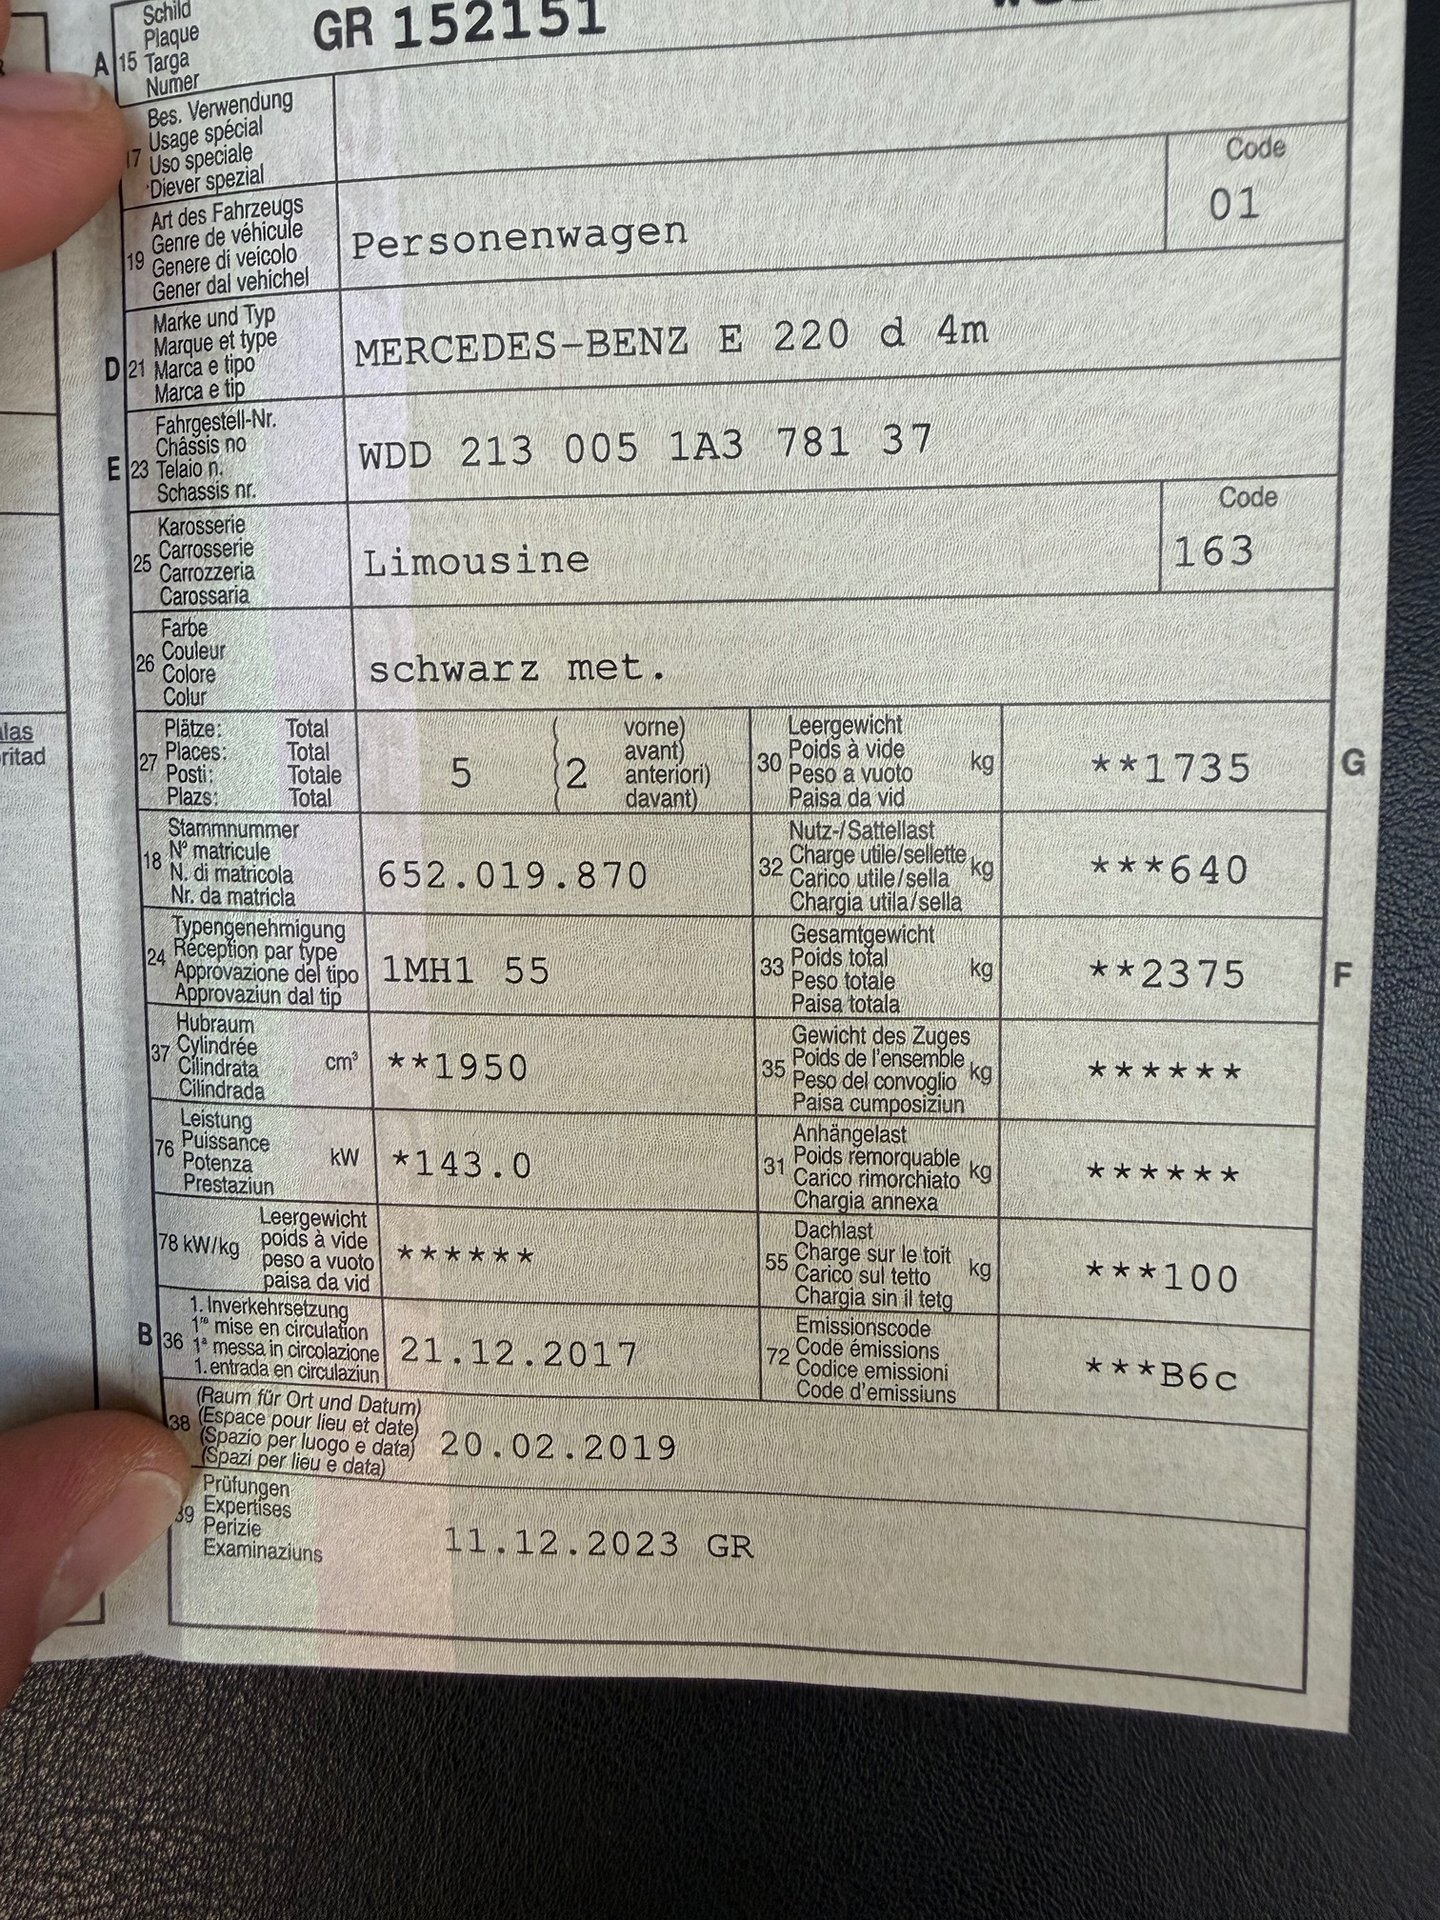 Schild
Plaque
A 15 Targa GR 152151
Numer
Bes. Verwendung
Usage spécial
17 Uso speciale
Diever spezial
Art des Fahrzeugs Code
Genre de véhicule
19 Genere di veicolo Personenwagen 01
Gener dal vehichel
Marke und Typ
Marque et type
D 21 Marca e tipo MERCEDES-BENZ E 220 d 4m
Marca e tip
Fahrgestell-Nr.
Châssis no
E 23 Telaio n. WDD 213 005 1A3 781 37
Schassis nr.
Karosserie Code
25 Carrosserie
Carrozzeria Limousine 163
Carossaria
Farbe
26 Couleur
Colore schwarz met.
Colur
las
ritad
Plätze: Total vorne) Leergewicht
27 Places: Total avant) 30 Poids à vide kg
Posti: Totale 5 2 anteriori) Peso a vuoto **1735 G
Plazs: Total davant) Paisa da vid
Stammnummer Nutz-/Sattellast
18 N° matricule 32 Charge utile/sellette kg
N. di matricola 652.019.870 Carico utile/sella ***640
Nr. da matricla Chargia utila/sella
Typengenehmigung Gesamtgewicht
24 Réception par type 33 Poids total kg
Approvazione del tipo 1MH1 55 Peso totale **2375 F
Approvaziun dal tip Paisa totala
Hubraum Gewicht des Zuges
37 Cylindrée cm³ 35 Poids de l'ensemble kg
Cilindrata **1950 Peso del convoglio ******
Cilindrada Paisa cumposiziun
Leistung Anhängelast
76 Puissance kW 31 Poids remorquable kg
Potenza *143.0 Carico rimorchiato ******
Prestaziun Chargia annexa
Leergewicht Dachlast
78 kW/kg poids à vide 55 Charge sur le toit kg
peso a vuoto ****** Carico sul tetto ***100
paisa da vid Chargia sin il tetg
1. Inverkehrsetzung Emissionscode
B 36 1re mise en circulation 72 Code émissions
1a messa in circolazione 21.12.2017 Codice emissioni ***B6c
1. entrada en circulaziun Code d'emissiuns
(Raum für Ort und Datum)
38 (Espace pour lieu et date)
(Spazio per luogo e data) 20.02.2019
(Spazi per lieu e data)
Prüfungen
39 Expertises
Perizie 11.12.2023 GR
Examinaziuns